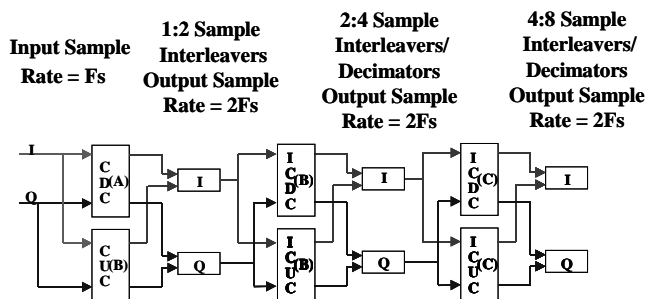 Input Sample
Rate = Fs
1:2 Sample
Interleavers
Output Sample
Rate = 2Fs
2:4 Sample
Interleavers/
Decimators
Output Sample
Rate = 2Fs
4:8 Sample
Interleavers/
Decimators
Output Sample
Rate = 2Fs
I
Q
C
D(A)
C
C
U(B)
C
I
Q
I
C
D(B)
C
I
C
U(B)
C
I
Q
I
C
D(C)
C
I
C
U(C)
C
I
Q